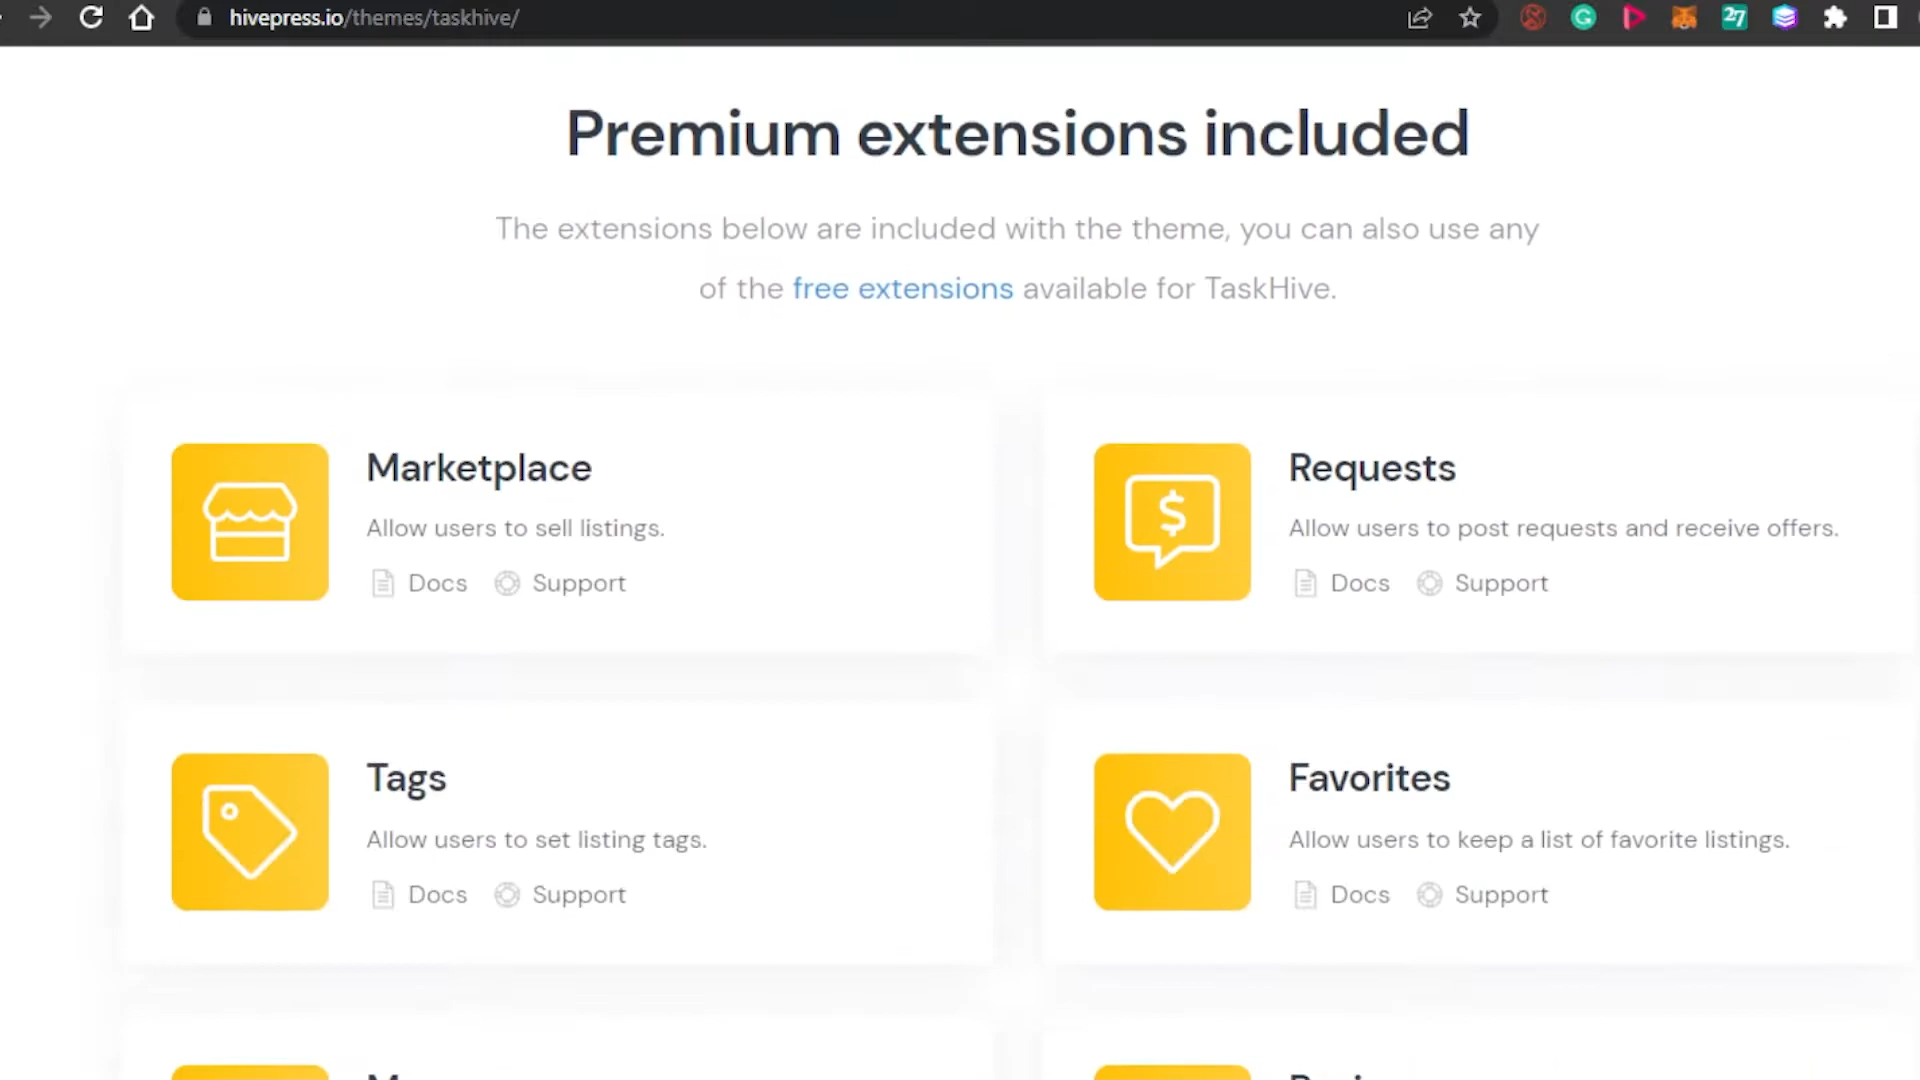 hivepress.io/themes/taskhive/
27
Premium extensions included
The extensions below are included with the theme, you can also use any
of the free extensions available for TaskHive.
Marketplace
Allow users to sell listings.
Docs Support
Requests
Allow users to post requests and receive offers.
Docs Support
Tags
Allow users to set listing tags.
Docs Support
Favorites
Allow users to keep a list of favorite listings.
Docs Support